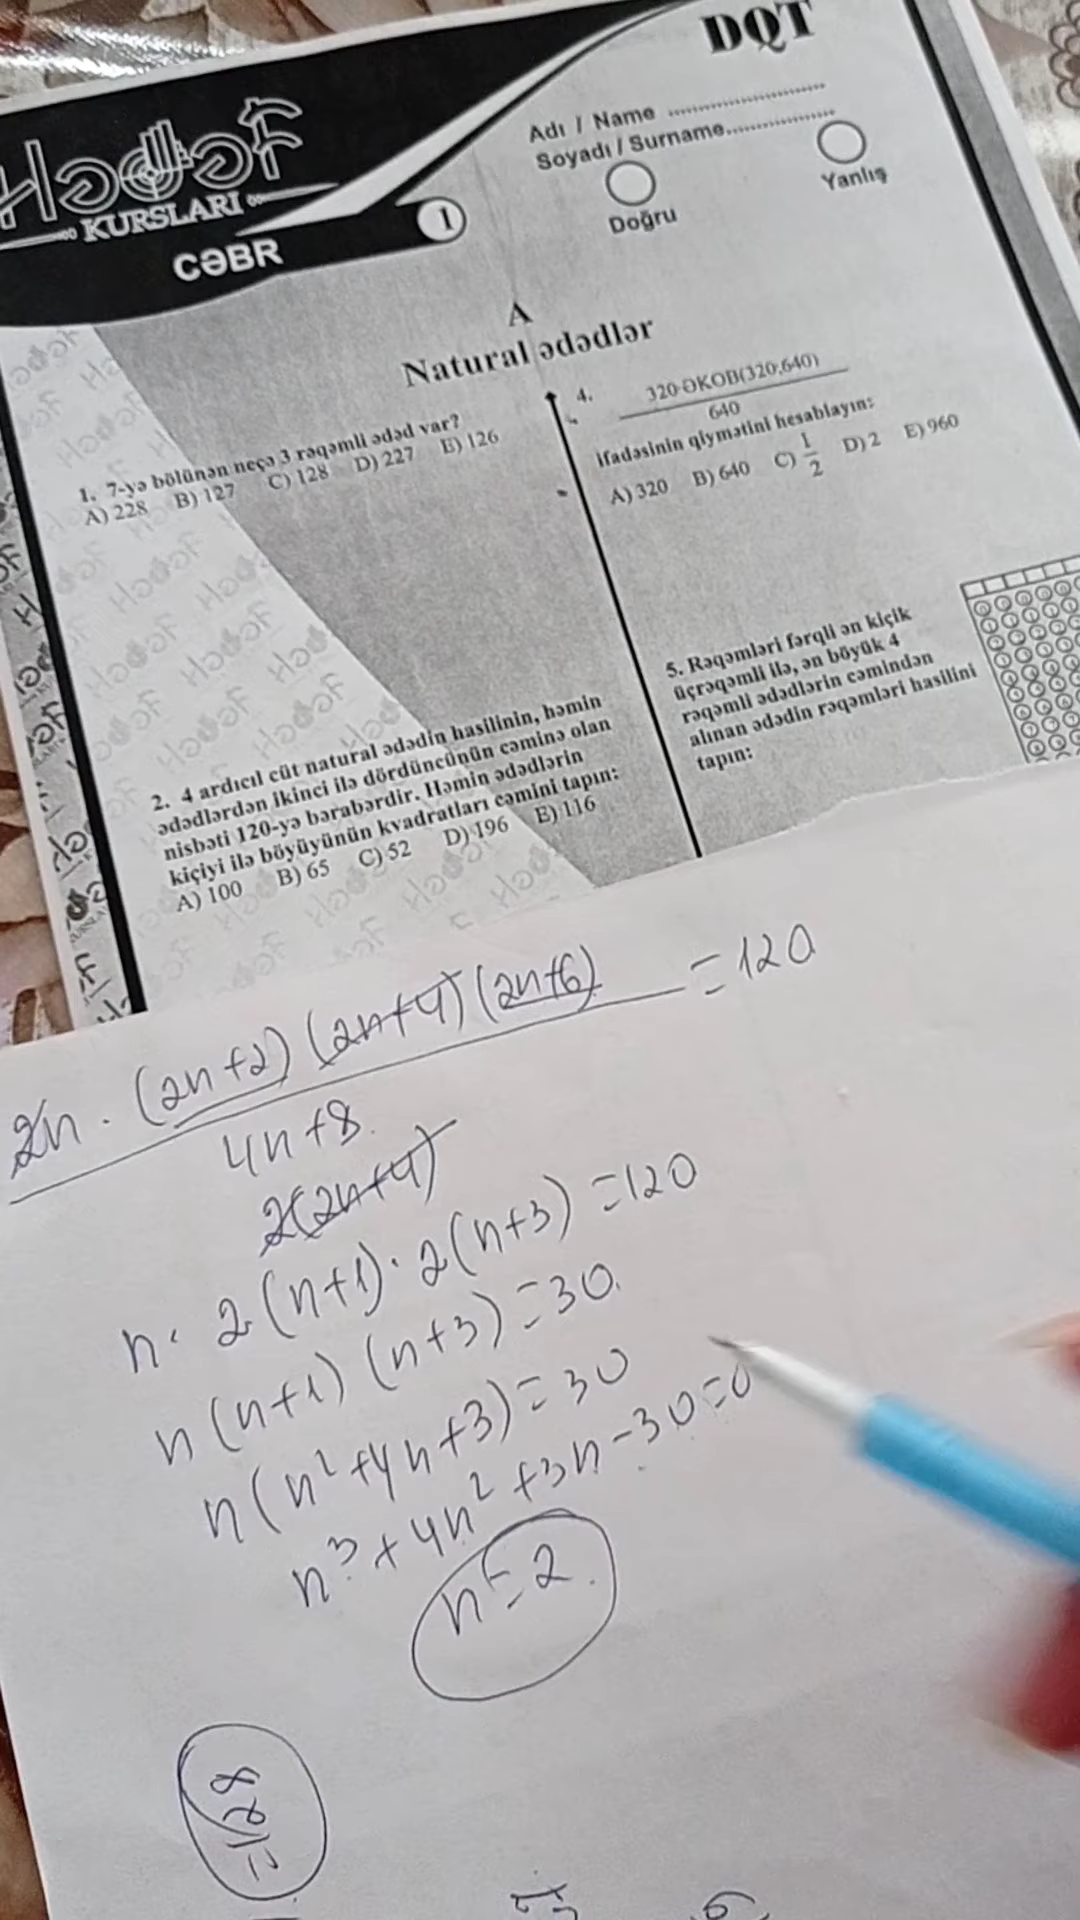 DQT
Hədəf
KURSLARI
CƏBR
1
Adı / Name ........................
Soyadı / Surname....................
Doğru
Yanlış
A
Natural ədədlər
1. 7-yə bölünən neçə 3 rəqəmli ədəd var?
A) 228 B) 127 C) 128 D) 227 E) 126
2. 4 ardıcıl cüt natural ədədin hasilinin, həmin
ədədlərdən ikinci ilə dördüncünün cəminə olan
nisbəti 120-yə bərabərdir. Həmin ədədlərin
kiçiyi ilə böyüyünün kvadratları cəmini tapın:
A) 100 B) 65 C) 52 D) 196 E) 116
4. 320·ƏKOB(320;640)
640
ifadəsinin qiymətini hesablayın:
A) 320 B) 640 C) 1/2 D) 2 E) 960
5. Rəqəmləri fərqli ən kiçik
üçrəqəmli ilə, ən böyük 4
rəqəmli ədədlərin cəmindən
alınan ədədin rəqəmləri hasilini
tapın:
2n · (2n+2) (2n+4) (2n+6) = 120
4n+8
2(2n+4)
n · 2(n+1) · 2(n+3) = 120
n (n+1) (n+3) = 30
n (n²+4n+3) = 30
n³+4n²+3n-30=0
n=2
=128